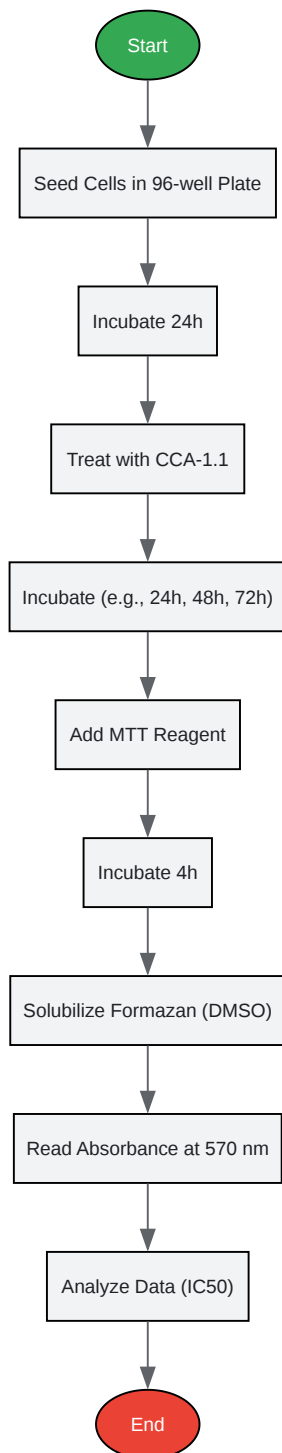 Start
Seed Cells in 96-well Plate
Incubate 24h
Treat with CCA-1.1
Incubate (e.g., 24h, 48h, 72h)
Add MTT Reagent
Incubate 4h
Solubilize Formazan (DMSO)
Read Absorbance at 570 nm
Analyze Data (IC50)
End